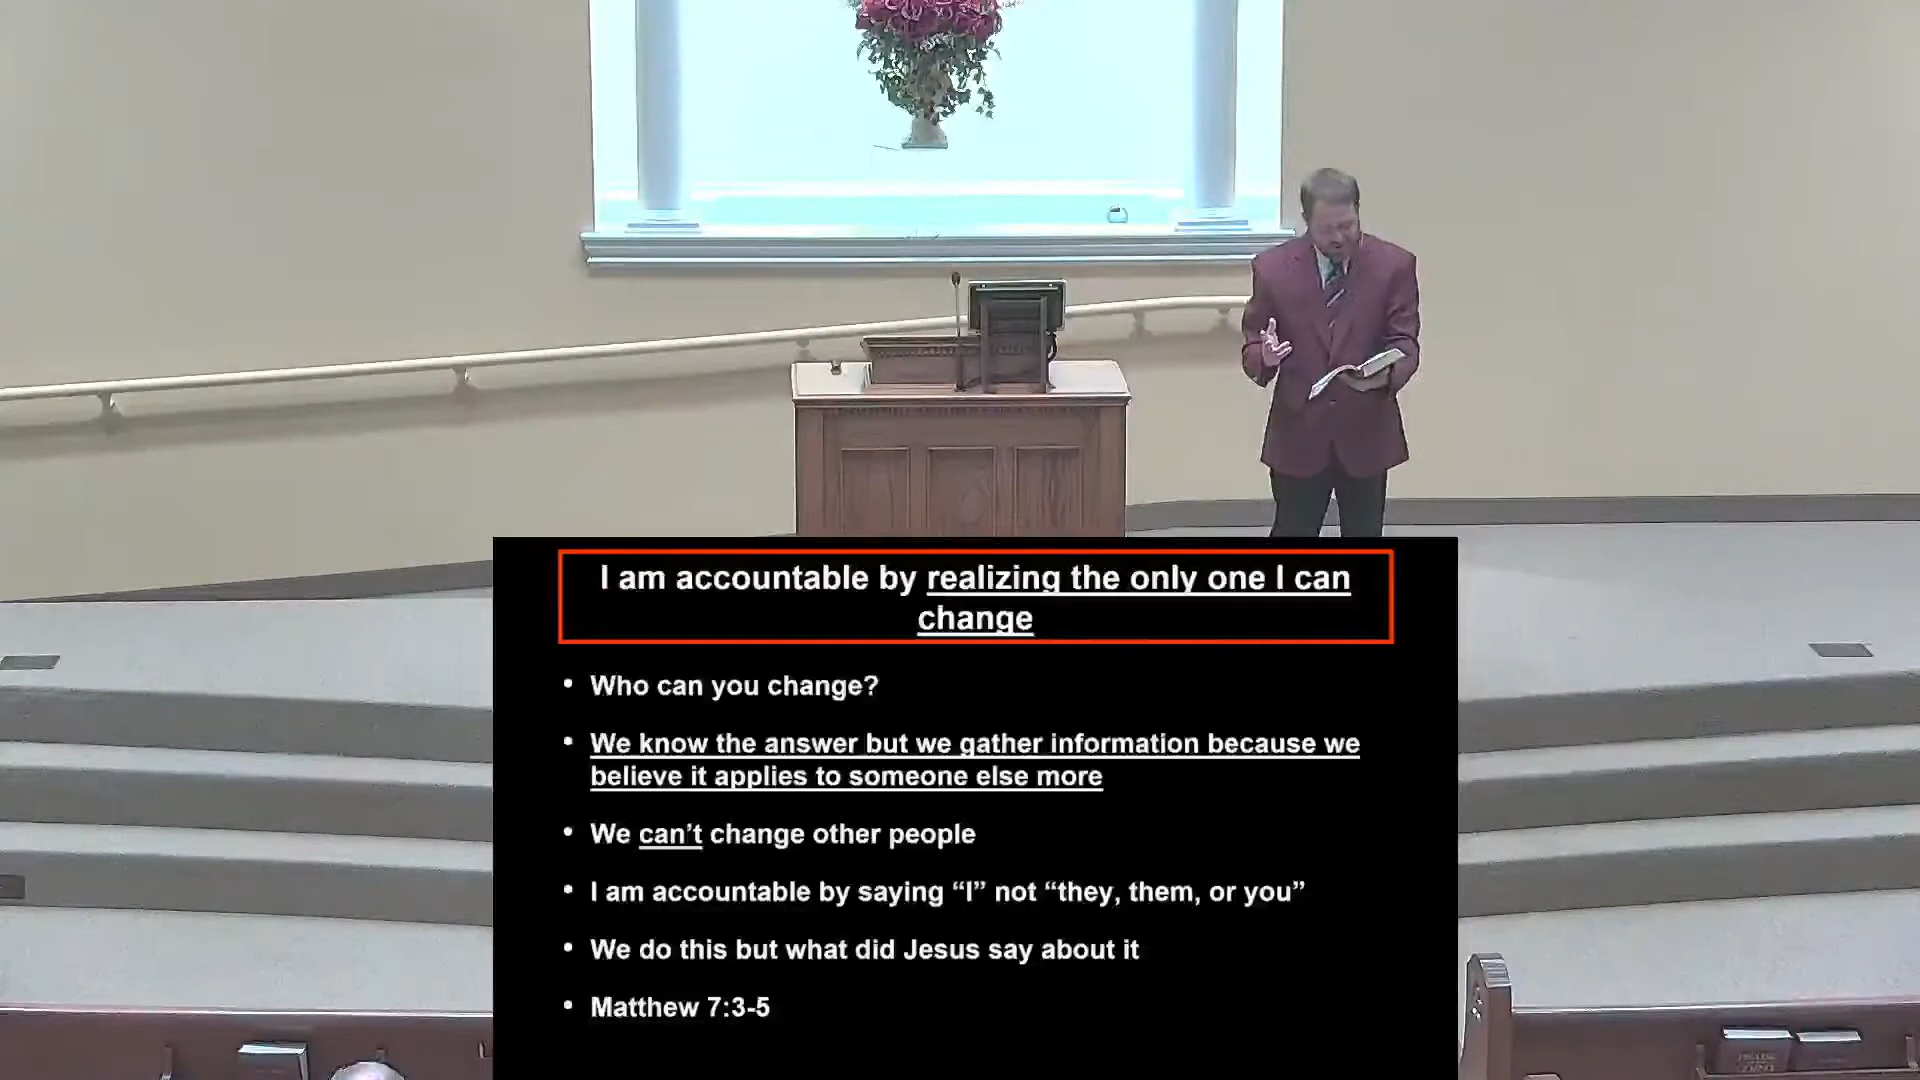 I am accountable by realizing the only one I can
change
• Who can you change?
• We know the answer but we gather information because we
believe it applies to someone else more
• We can’t change other people
• I am accountable by saying “I” not “they, them, or you”
• We do this but what did Jesus say about it
• Matthew 7:3-5